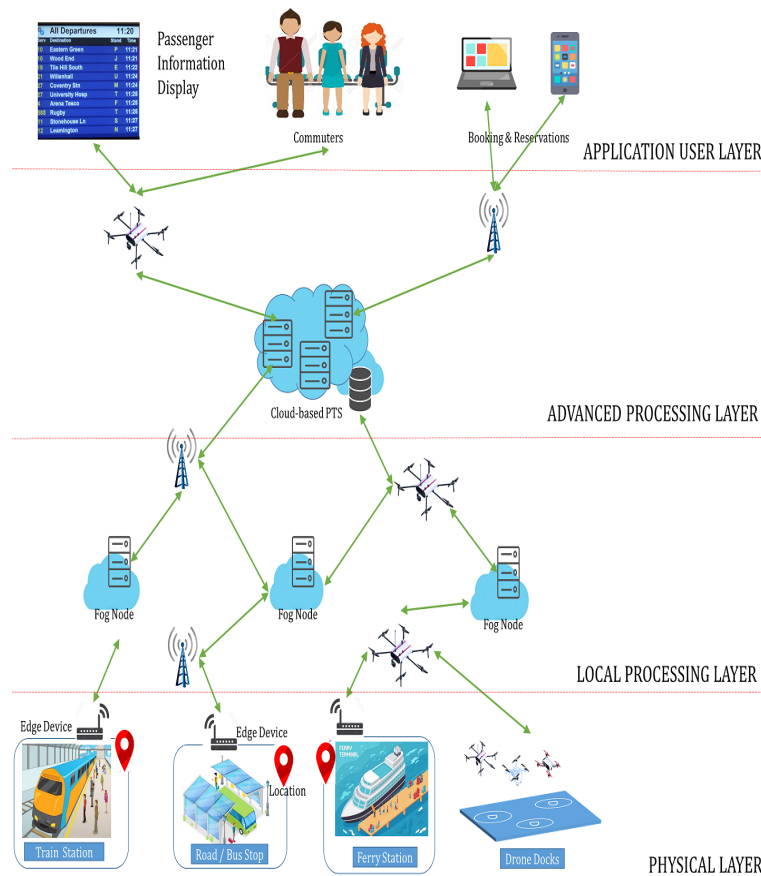 All Departures 11:20
Destination Stand Time
Eastern Green P 11:21
Wood End J 11:21
Tile Hill South E 11:22
Willenhall U 11:24
Coventry Stn M 11:24
University Hosp T 11:25
Arena Tesco F 11:25
Rugby T 11:25
Stonehouse Ln S 11:27
Leamington N 11:27
Passenger
Information
Display
Commuters
Booking & Reservations
APPLICATION USER LAYER
Cloud-based PTS
ADVANCED PROCESSING LAYER
Fog Node
Fog Node
Fog Node
LOCAL PROCESSING LAYER
Edge Device
Edge Device
Location
FERRY
TERMINAL
Train Station
Road / Bus Stop
Ferry Station
Drone Docks
PHYSICAL LAYER